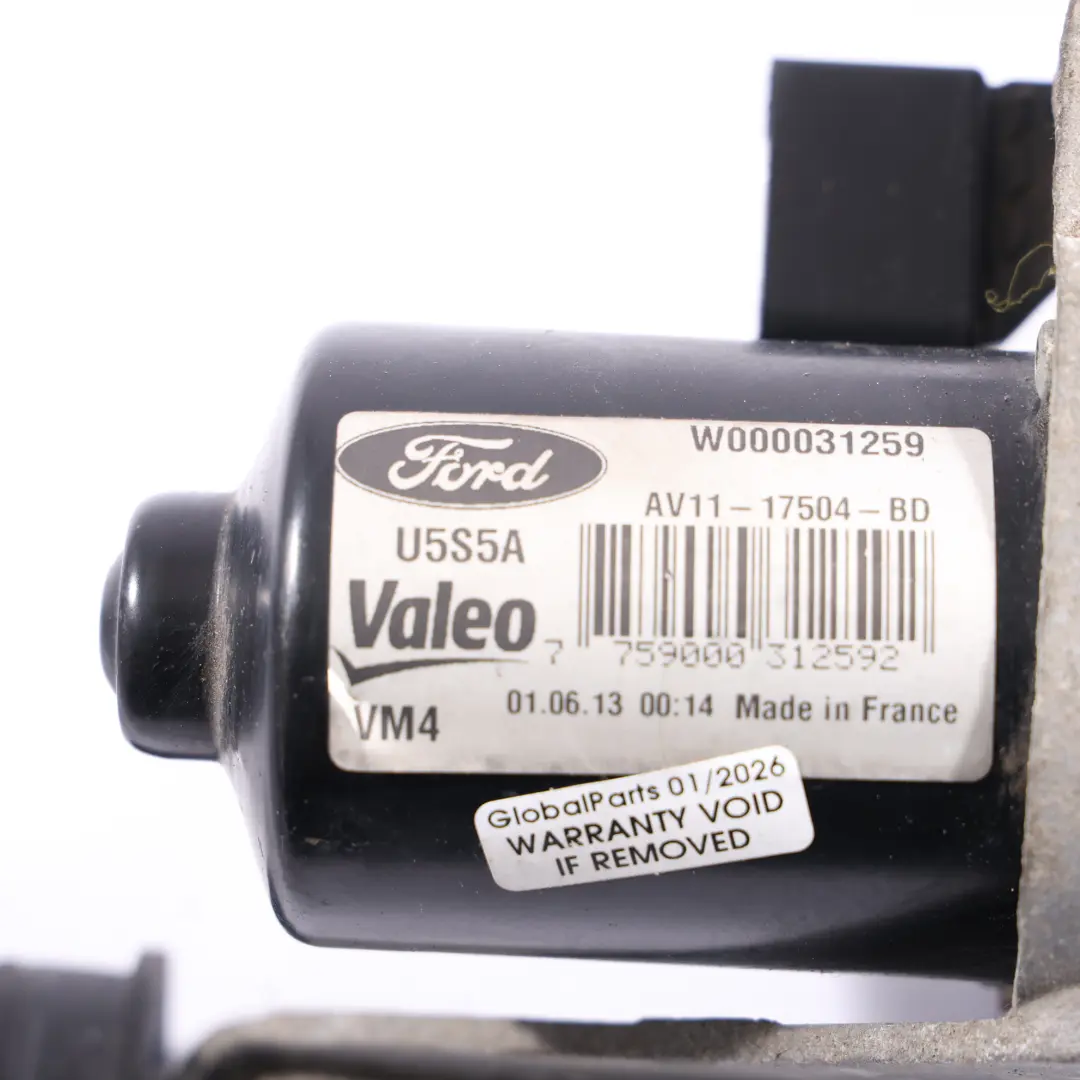 Ford
W000031259
AV11-17504-BD
U5S5A
Valeo
7 759000 312592
VM4
01.06.13 00:14 Made in France
GlobalParts 01/2026
WARRANTY VOID
IF REMOVED